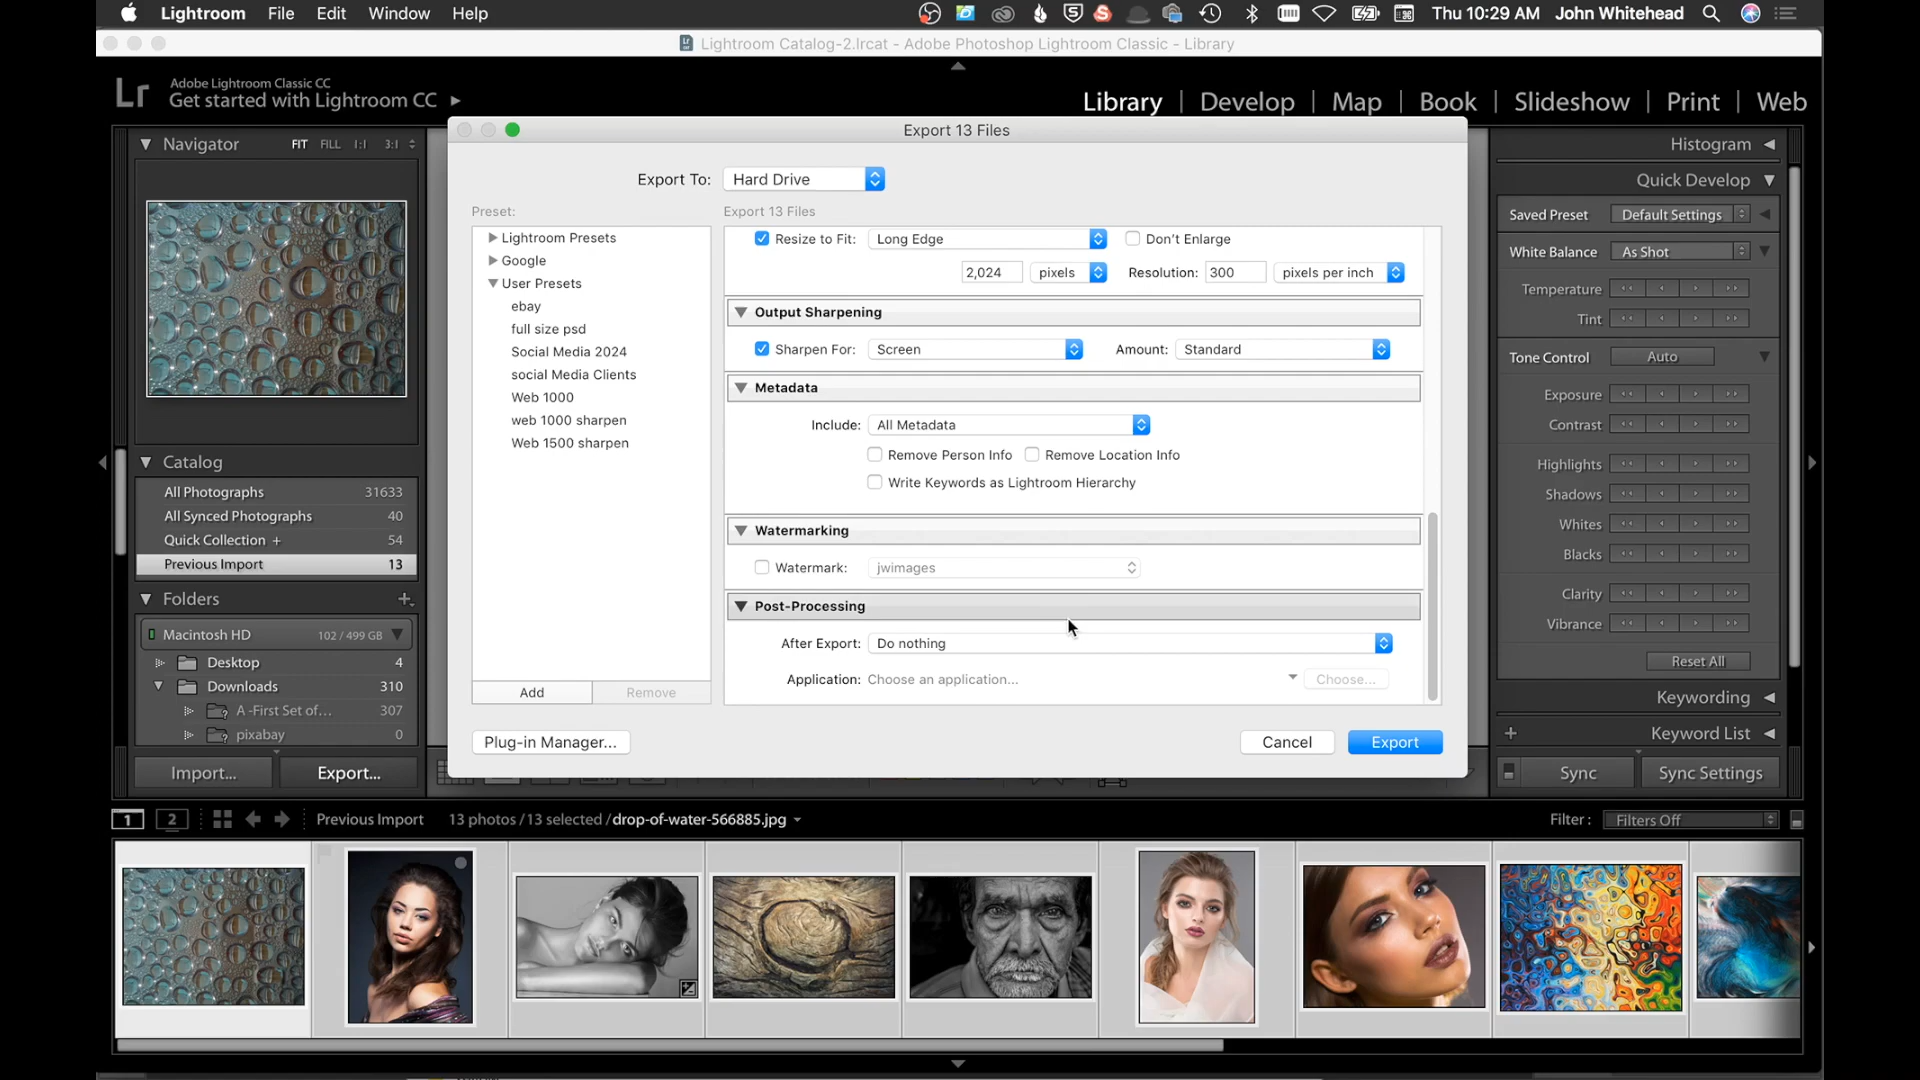 Lightroom File Edit Window Help
Thu 10:29 AM John Whitehead
Lightroom Catalog-2.lrcat - Adobe Photoshop Lightroom Classic - Library
Lr
Adobe Lightroom Classic CC
Get started with Lightroom CC
Library | Develop | Map | Book | Slideshow | Print | Web
Navigator FIT FILL 1:1 3:1
Export 13 Files
Export To: Hard Drive
Preset:
Lightroom Presets
Google
User Presets
ebay
full size psd
Social Media 2024
social Media Clients
Web 1000
web 1000 sharpen
Web 1500 sharpen
Add Remove
Export 13 Files
Resize to Fit: Long Edge Don't Enlarge
2,024 pixels Resolution: 300 pixels per inch
Output Sharpening
Sharpen For: Screen Amount: Standard
Metadata
Include: All Metadata
Remove Person Info Remove Location Info
Write Keywords as Lightroom Hierarchy
Watermarking
Watermark: jwimages
Post-Processing
After Export: Do nothing
Application: Choose an application... Choose...
Plug-in Manager... Cancel Export
Catalog
All Photographs 31633
All Synced Photographs 40
Quick Collection + 54
Previous Import 13
Folders +
Macintosh HD 102 / 499 GB
Desktop 4
Downloads 310
A -First Set of... 307
pixabay 0
Import... Export...
Histogram
Quick Develop
Saved Preset Default Settings
White Balance As Shot
Temperature
Tint
Tone Control Auto
Exposure
Contrast
Highlights
Shadows
Whites
Blacks
Clarity
Vibrance
Reset All
Keywording
+ Keyword List
Sync Sync Settings
1 2 Previous Import 13 photos / 13 selected / drop-of-water-566885.jpg Filter : Filters Off